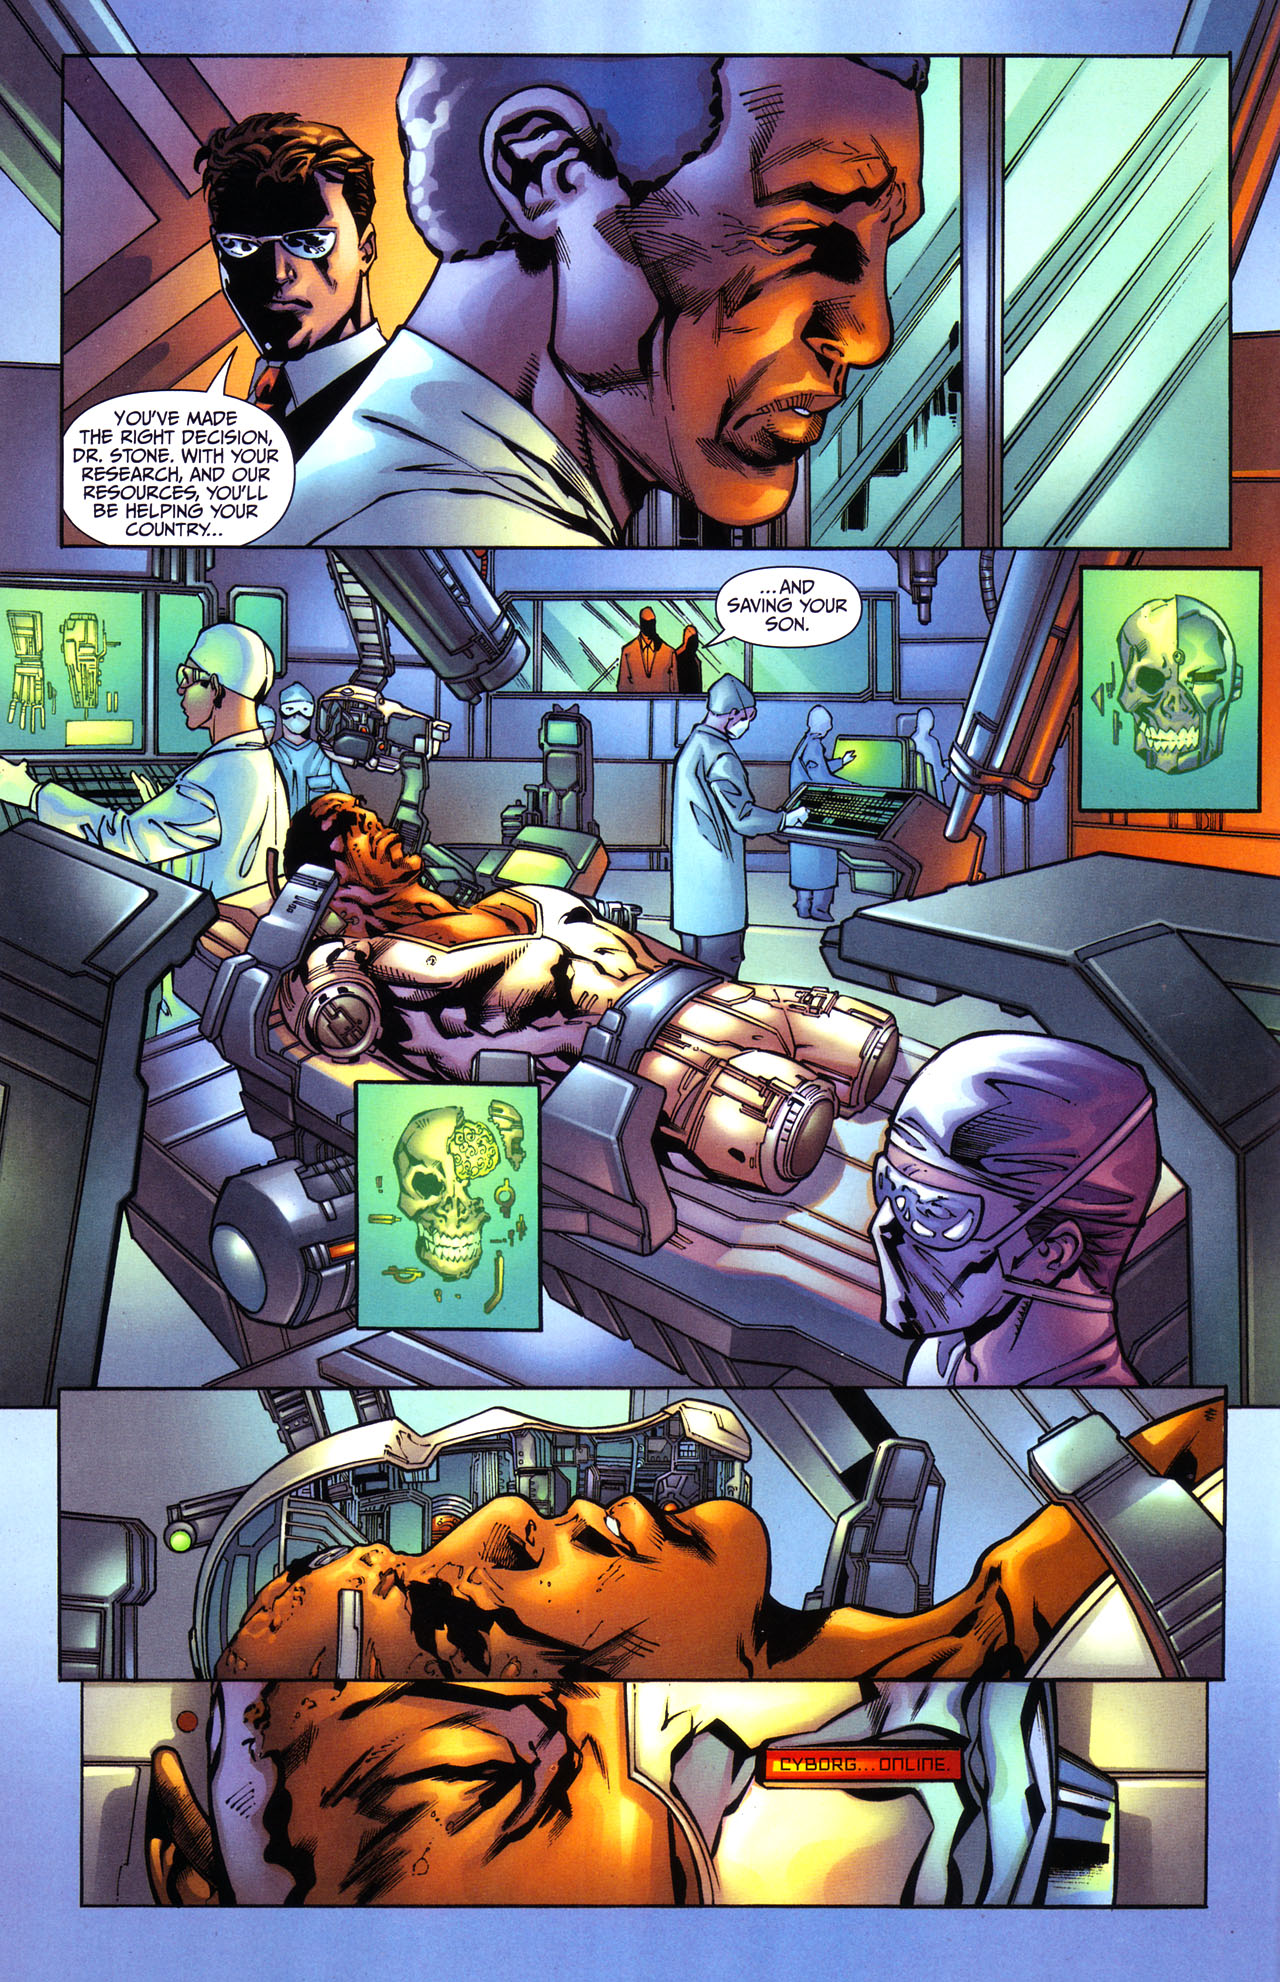 YOU'VE MADE
THE RIGHT DECISION,
DR. STONE. WITH YOUR
RESEARCH, AND OUR
RESOURCES, YOU'LL
BE HELPING YOUR
COUNTRY...
...AND
SAVING YOUR
SON.
CYBORG...ONLINE.